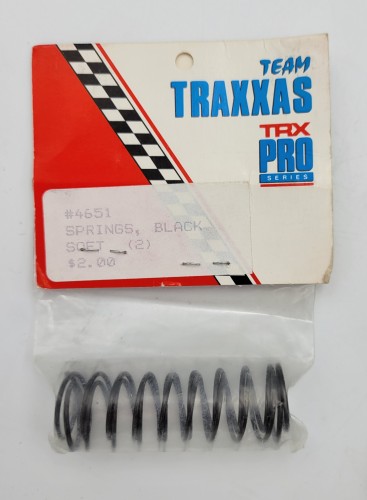 TEAM
TRAXXAS
TRX
PRO
SERIES
#4651
SPRINGS, BLACK
SOFT (2)
$2.00